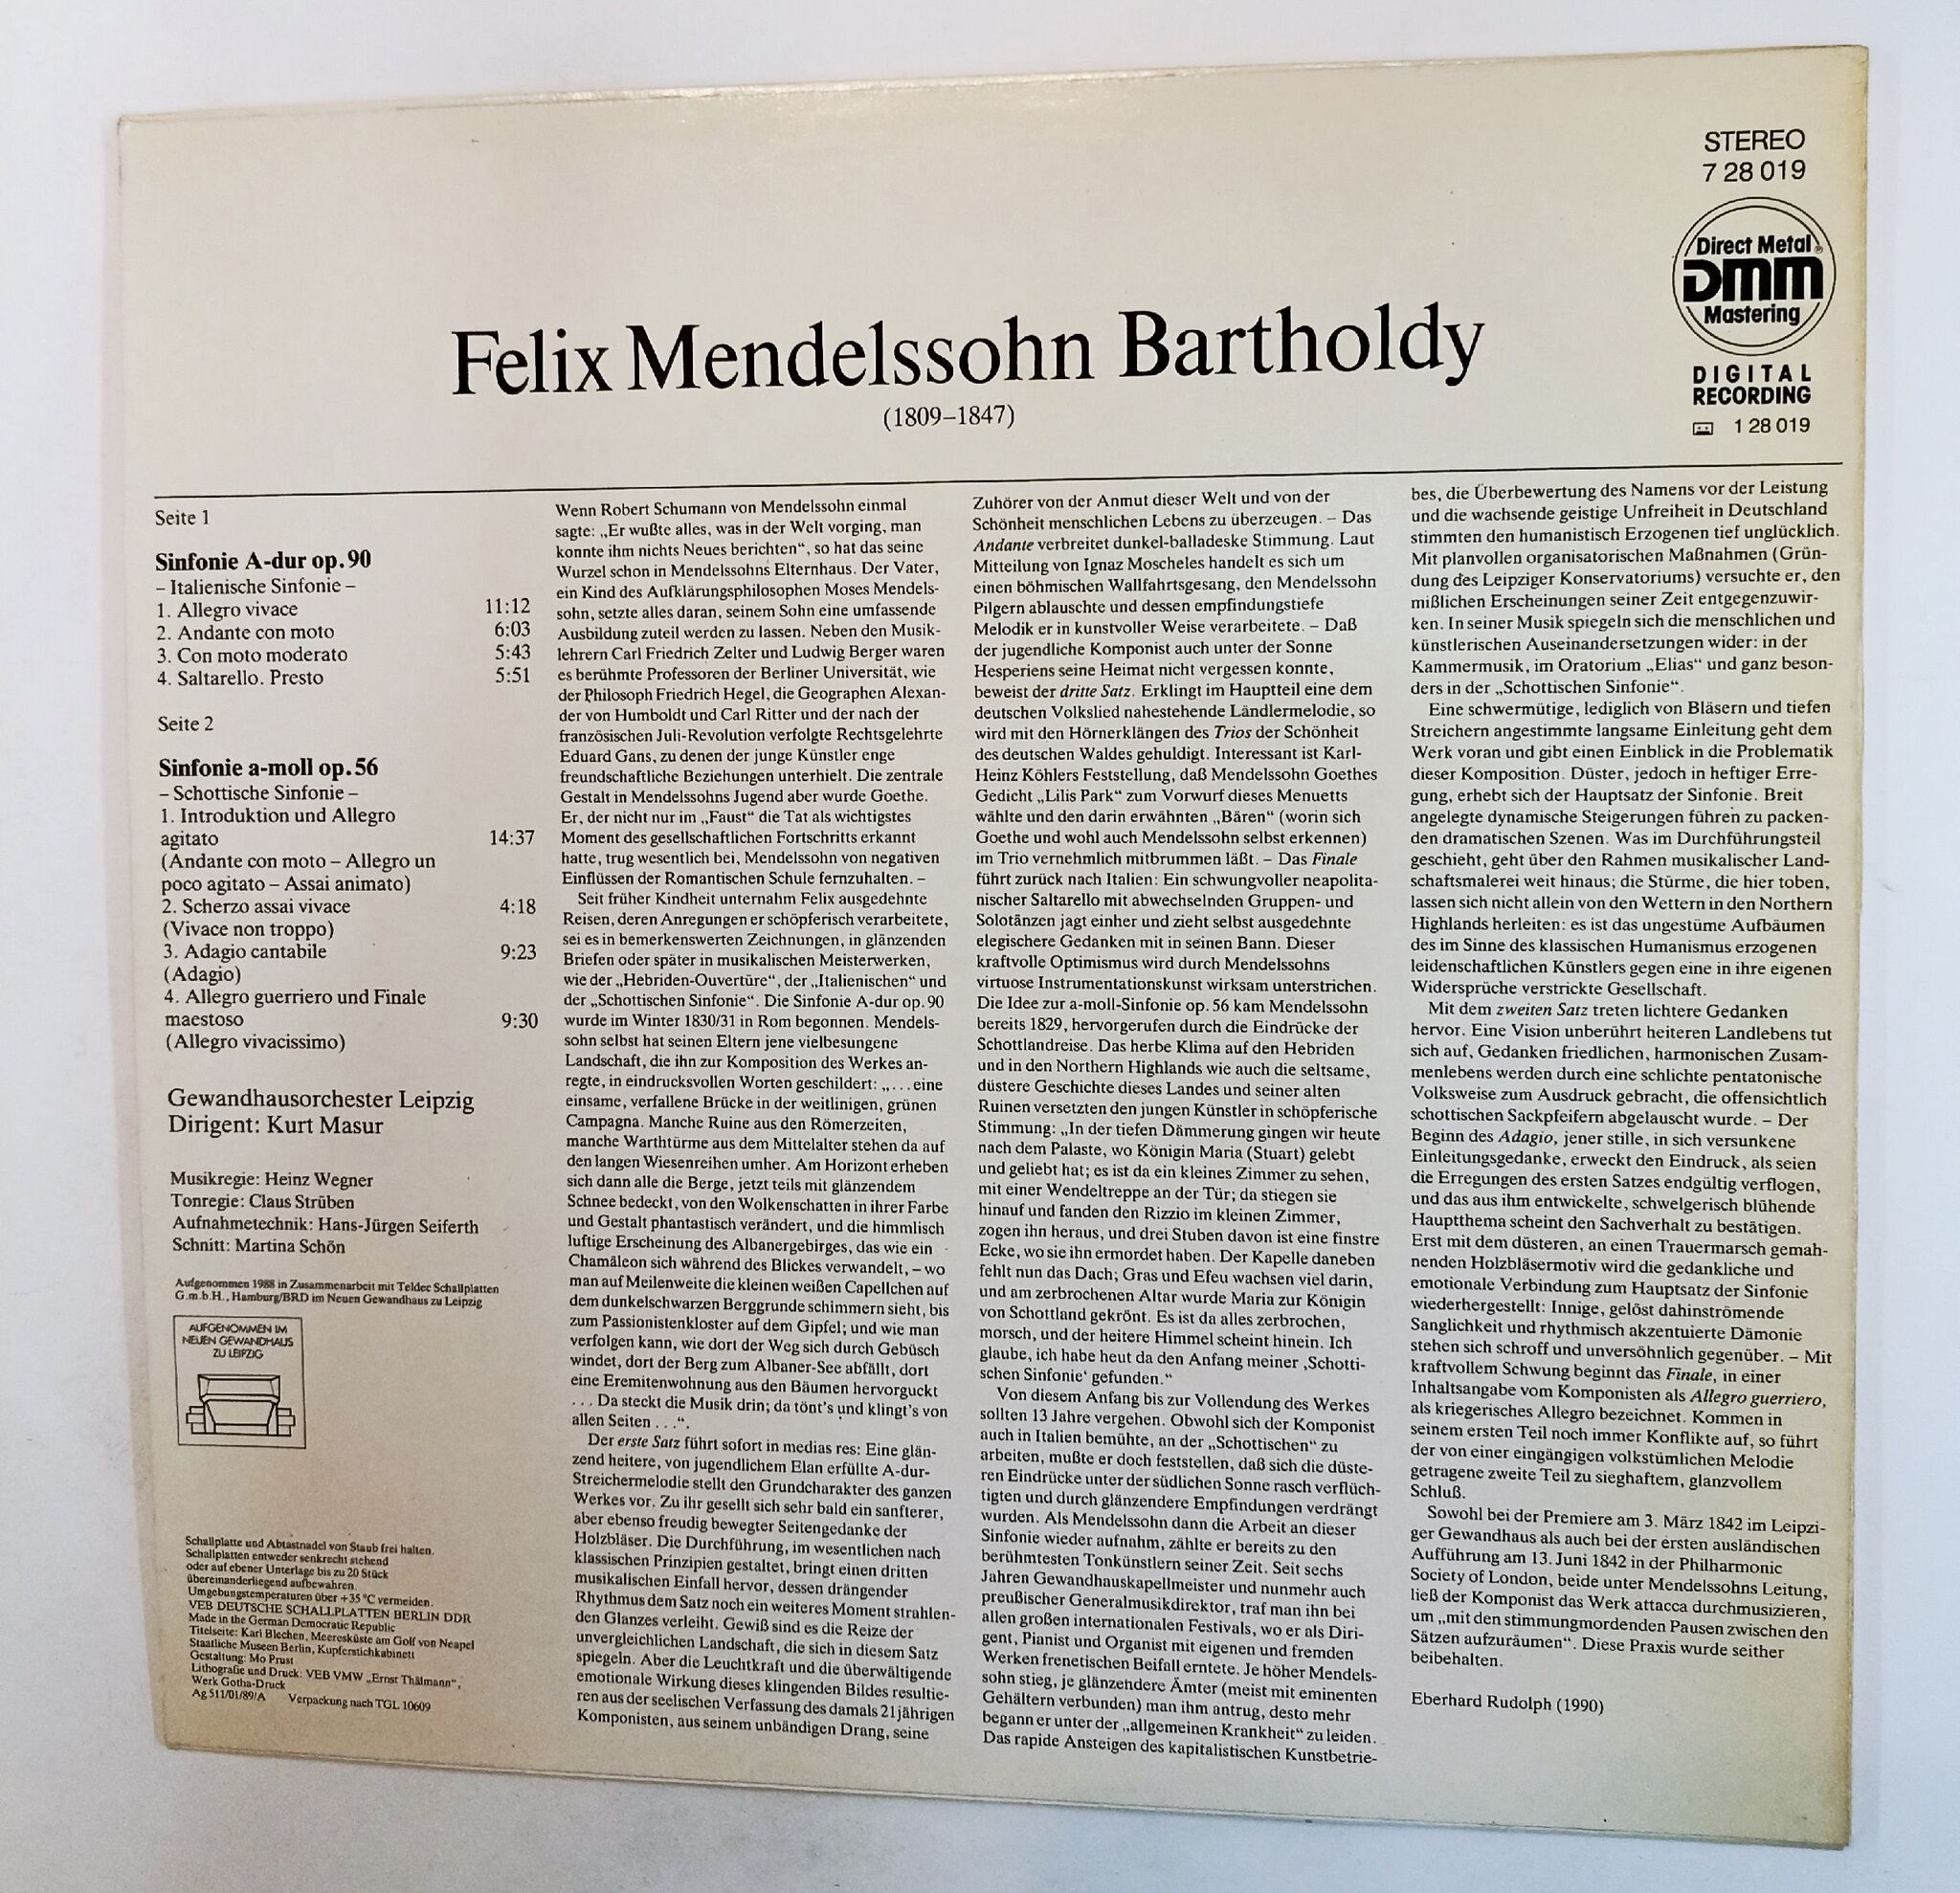 STEREO
7 28 019
Direct Metal
DMM
Mastering
DIGITAL
RECORDING
1 28 019
Felix Mendelssohn Bartholdy
(1809–1847)
Seite 1
Sinfonie A-dur op. 90
– Italienische Sinfonie –
1. Allegro vivace 11:12
2. Andante con moto 6:03
3. Con moto moderato 5:43
4. Saltarello. Presto 5:51
Seite 2
Sinfonie a-moll op. 56
– Schottische Sinfonie –
1. Introduktion und Allegro
agitato 14:37
(Andante con moto – Allegro un
poco agitato – Assai animato)
2. Scherzo assai vivace 4:18
(Vivace non troppo)
3. Adagio cantabile 9:23
(Adagio)
4. Allegro guerriero und Finale
maestoso 9:30
(Allegro vivacissimo)
Gewandhausorchester Leipzig
Dirigent: Kurt Masur
Musikregie: Heinz Wegner
Tonregie: Claus Strüben
Aufnahmetechnik: Hans-Jürgen Seiferth
Schnitt: Martina Schön
Aufgenommen 1988 in Zusammenarbeit mit Teldec Schallplatten
G.m.b.H., Hamburg/BRD im Neuen Gewandhaus zu Leipzig
AUFGENOMMEN IM
NEUEN GEWANDHAUS
ZU LEIPZIG
Schallplatte und Abtastnadel von Staub frei halten.
Schallplatten entweder senkrecht stehend
oder auf ebener Unterlage bis zu 20 Stück
übereinanderliegend aufbewahren.
Umgebungstemperaturen über +35 °C vermeiden.
VEB DEUTSCHE SCHALLPLATTEN BERLIN DDR
Made in the German Democratic Republic
Titelseite: Karl Blechen, Meeresküste am Golf von Neapel
Staatliche Museen Berlin, Kupferstichkabinett
Gestaltung: Mo Prust
Lithografie und Druck: VEB VMW „Ernst Thälmann“,
Werk Gotha-Druck
Ag 511/01/89/A Verpackung nach TGL 10609
Wenn Robert Schumann von Mendelssohn einmal
sagte: „Er wußte alles, was in der Welt vorging, man
konnte ihm nichts Neues berichten“, so hat das seine
Wurzel schon in Mendelssohns Elternhaus. Der Vater,
ein Kind des Aufklärungsphilosophen Moses Mendels-
sohn, setzte alles daran, seinem Sohn eine umfassende
Ausbildung zuteil werden zu lassen. Neben den Musik-
lehrern Carl Friedrich Zelter und Ludwig Berger waren
es berühmte Professoren der Berliner Universität, wie
der Philosoph Friedrich Hegel, die Geographen Alexan-
der von Humboldt und Carl Ritter und der nach der
französischen Juli-Revolution verfolgte Rechtsgelehrte
Eduard Gans, zu denen der junge Künstler enge
freundschaftliche Beziehungen unterhielt. Die zentrale
Gestalt in Mendelssohns Jugend aber wurde Goethe.
Er, der nicht nur im „Faust“ die Tat als wichtigstes
Moment des gesellschaftlichen Fortschritts erkannt
hatte, trug wesentlich bei, Mendelssohn von negativen
Einflüssen der Romantischen Schule fernzuhalten. –
Seit früher Kindheit unternahm Felix ausgedehnte
Reisen, deren Anregungen er schöpferisch verarbeitete,
sei es in bemerkenswerten Zeichnungen, in glänzenden
Briefen oder später in musikalischen Meisterwerken,
wie der „Hebriden-Ouvertüre“, der „Italienischen“ und
der „Schottischen Sinfonie“. Die Sinfonie A-dur op. 90
wurde im Winter 1830/31 in Rom begonnen. Mendels-
sohn selbst hat seinen Eltern jene vielbesungene
Landschaft, die ihn zur Komposition des Werkes an-
regte, in eindrucksvollen Worten geschildert: „... eine
einsame, verfallene Brücke in der weitlinigen, grünen
Campagna. Manche Ruine aus den Römerzeiten,
manche Warthtürme aus dem Mittelalter stehen da auf
den langen Wiesenreihen umher. Am Horizont erheben
sich dann alle die Berge, jetzt teils mit glänzendem
Schnee bedeckt, von den Wolkenschatten in ihrer Farbe
und Gestalt phantastisch verändert, und die himmlisch
luftige Erscheinung des Albanergebirges, das wie ein
Chamäleon sich während des Blickes verwandelt, – wo
man auf Meilenweite die kleinen weißen Capellchen auf
dem dunkelschwarzen Berggrunde schimmern sieht, bis
zum Passionistenkloster auf dem Gipfel; und wie man
verfolgen kann, wie dort der Weg sich durch Gebüsch
windet, dort der Berg zum Albaner-See abfällt, dort
eine Eremitenwohnung aus den Bäumen hervorguckt
... Da steckt die Musik drin; da tönt's und klingt's von
allen Seiten ...“.
Der erste Satz führt sofort in medias res: Eine glän-
zend heitere, von jugendlichem Elan erfüllte A-dur-
Streichermelodie stellt den Grundcharakter des ganzen
Werkes vor. Zu ihr gesellt sich sehr bald ein sanfterer,
aber ebenso freudig bewegter Seitengedanke der
Holzbläser. Die Durchführung, im wesentlichen nach
klassischen Prinzipien gestaltet, bringt einen dritten
musikalischen Einfall hervor, dessen drängender
Rhythmus dem Satz noch ein weiteres Moment strahlen-
den Glanzes verleiht. Gewiß sind es die Reize der
unvergleichlichen Landschaft, die sich in diesem Satz
spiegeln. Aber die Leuchtkraft und die überwältigende
emotionale Wirkung dieses klingenden Bildes resultie-
ren aus der seelischen Verfassung des damals 21jährigen
Komponisten, aus seinem unbändigen Drang, seine
Zuhörer von der Anmut dieser Welt und von der
Schönheit menschlichen Lebens zu überzeugen. – Das
Andante verbreitet dunkel-balladeske Stimmung. Laut
Mitteilung von Ignaz Moscheles handelt es sich um
einen böhmischen Wallfahrtsgesang, den Mendelssohn
Pilgern ablauschte und dessen empfindungstiefe
Melodik er in kunstvoller Weise verarbeitete. – Daß
der jugendliche Komponist auch unter der Sonne
Hesperiens seine Heimat nicht vergessen konnte,
beweist der dritte Satz. Erklingt im Hauptteil eine dem
deutschen Volkslied nahestehende Ländlermelodie, so
wird mit den Hörnerklängen des Trios der Schönheit
des deutschen Waldes gehuldigt. Interessant ist Karl-
Heinz Köhlers Feststellung, daß Mendelssohn Goethes
Gedicht „Lilis Park“ zum Vorwurf dieses Menuetts
wählte und den darin erwähnten „Bären“ (worin sich
Goethe und wohl auch Mendelssohn selbst erkennen)
im Trio vernehmlich mitbrummen läßt. – Das Finale
führt zurück nach Italien: Ein schwungvoller neapolita-
nischer Saltarello mit abwechselnden Gruppen- und
Solotänzen jagt einher und zieht selbst ausgedehnte
elegischere Gedanken mit in seinen Bann. Dieser
kraftvolle Optimismus wird durch Mendelssohns
virtuose Instrumentationskunst wirksam unterstrichen.
Die Idee zur a-moll-Sinfonie op. 56 kam Mendelssohn
bereits 1829, hervorgerufen durch die Eindrücke der
Schottlandreise. Das herbe Klima auf den Hebriden
und in den Northern Highlands wie auch die seltsame,
düstere Geschichte dieses Landes und seiner alten
Ruinen versetzten den jungen Künstler in schöpferische
Stimmung: „In der tiefen Dämmerung gingen wir heute
nach dem Palaste, wo Königin Maria (Stuart) gelebt
und geliebt hat; es ist da ein kleines Zimmer zu sehen,
mit einer Wendeltreppe an der Tür; da stiegen sie
hinauf und fanden den Rizzio im kleinen Zimmer,
zogen ihn heraus, und drei Stuben davon ist eine finstre
Ecke, wo sie ihn ermordet haben. Der Kapelle daneben
fehlt nun das Dach; Gras und Efeu wachsen viel darin,
und am zerbrochenen Altar wurde Maria zur Königin
von Schottland gekrönt. Es ist da alles zerbrochen,
morsch, und der heitere Himmel scheint hinein. Ich
glaube, ich habe heut da den Anfang meiner ‚Schotti-
schen Sinfonie‘ gefunden.“
Von diesem Anfang bis zur Vollendung des Werkes
sollten 13 Jahre vergehen. Obwohl sich der Komponist
auch in Italien bemühte, an der „Schottischen“ zu
arbeiten, mußte er doch feststellen, daß sich die düste-
ren Eindrücke unter der südlichen Sonne rasch verflüch-
tigten und durch glänzendere Empfindungen verdrängt
wurden. Als Mendelssohn dann die Arbeit an dieser
Sinfonie wieder aufnahm, zählte er bereits zu den
berühmtesten Tonkünstlern seiner Zeit. Seit sechs
Jahren Gewandhauskapellmeister und nunmehr auch
preußischer Generalmusikdirektor, traf man ihn bei
allen großen internationalen Festivals, wo er als Diri-
gent, Pianist und Organist mit eigenen und fremden
Werken frenetischen Beifall erntete. Je höher Mendels-
sohn stieg, je glänzendere Ämter (meist mit eminenten
Gehältern verbunden) man ihm antrug, desto mehr
begann er unter der „allgemeinen Krankheit“ zu leiden.
Das rapide Ansteigen des kapitalistischen Kunstbetrie-
bes, die Überbewertung des Namens vor der Leistung
und die wachsende geistige Unfreiheit in Deutschland
stimmten den humanistisch Erzogenen tief unglücklich.
Mit planvollen organisatorischen Maßnahmen (Grün-
dung des Leipziger Konservatoriums) versuchte er, den
mißlichen Erscheinungen seiner Zeit entgegenzuwir-
ken. In seiner Musik spiegeln sich die menschlichen und
künstlerischen Auseinandersetzungen wider: in der
Kammermusik, im Oratorium „Elias“ und ganz beson-
ders in der „Schottischen Sinfonie“.
Eine schwermütige, lediglich von Bläsern und tiefen
Streichern angestimmte langsame Einleitung geht dem
Werk voran und gibt einen Einblick in die Problematik
dieser Komposition. Düster, jedoch in heftiger Erre-
gung, erhebt sich der Hauptsatz der Sinfonie. Breit
angelegte dynamische Steigerungen führen zu packen-
den dramatischen Szenen. Was im Durchführungsteil
geschieht, geht über den Rahmen musikalischer Land-
schaftsmalerei weit hinaus; die Stürme, die hier toben,
lassen sich nicht allein von den Wettern in den Northern
Highlands herleiten: es ist das ungestüme Aufbäumen
des im Sinne des klassischen Humanismus erzogenen
leidenschaftlichen Künstlers gegen eine in ihre eigenen
Widersprüche verstrickte Gesellschaft.
Mit dem zweiten Satz treten lichtere Gedanken
hervor. Eine Vision unberührt heiteren Landlebens tut
sich auf, Gedanken friedlichen, harmonischen Zusam-
menlebens werden durch eine schlichte pentatonische
Volksweise zum Ausdruck gebracht, die offensichtlich
schottischen Sackpfeifern abgelauscht wurde. – Der
Beginn des Adagio, jener stille, in sich versunkene
Einleitungsgedanke, erweckt den Eindruck, als seien
die Erregungen des ersten Satzes endgültig verflogen,
und das aus ihm entwickelte, schwelgerisch blühende
Hauptthema scheint den Sachverhalt zu bestätigen.
Erst mit dem düsteren, an einen Trauermarsch gemah-
nenden Holzbläsermotiv wird die gedankliche und
emotionale Verbindung zum Hauptsatz der Sinfonie
wiederhergestellt: Innige, gelöst dahinströmende
Sanglichkeit und rhythmisch akzentuierte Dämonie
stehen sich schroff und unversöhnlich gegenüber. – Mit
kraftvollem Schwung beginnt das Finale, in einer
Inhaltsangabe vom Komponisten als Allegro guerriero,
als kriegerisches Allegro bezeichnet. Kommen in
seinem ersten Teil noch immer Konflikte auf, so führt
der von einer eingängigen volkstümlichen Melodie
getragene zweite Teil zu sieghaftem, glanzvollem
Schluß.
Sowohl bei der Premiere am 3. März 1842 im Leipzi-
ger Gewandhaus als auch bei der ersten ausländischen
Aufführung am 13. Juni 1842 in der Philharmonic
Society of London, beide unter Mendelssohns Leitung,
ließ der Komponist das Werk attacca durchmusizieren,
um „mit den stimmungmordenden Pausen zwischen den
Sätzen aufzuräumen“. Diese Praxis wurde seither
beibehalten.
Eberhard Rudolph (1990)